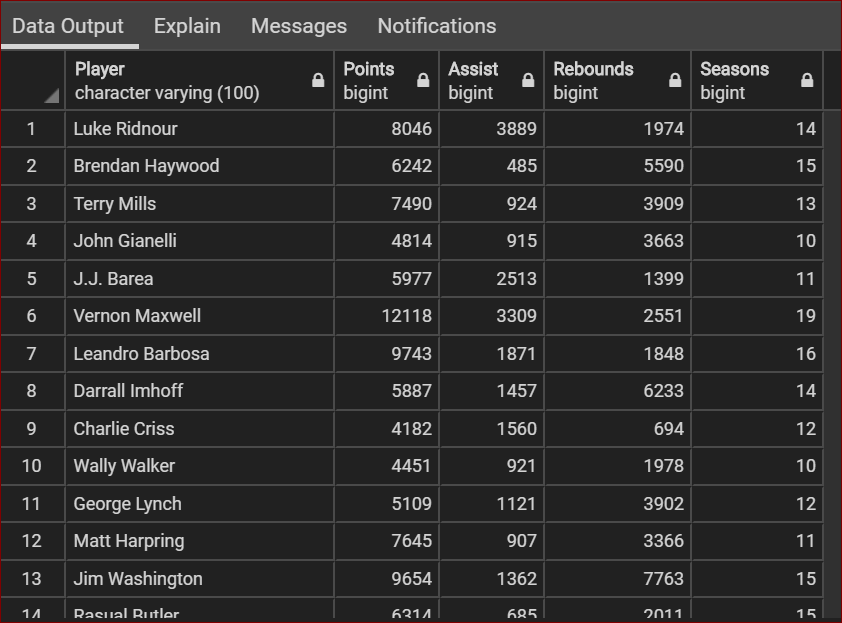 Data Output Explain Messages Notifications
Player Points Assist Rebounds Seasons
character varying (100) bigint bigint bigint bigint
1 Luke Ridnour 8046 3889 1974 14
2 Brendan Haywood 6242 485 5590 15
3 Terry Mills 7490 924 3909 13
4 John Gianelli 4814 915 3663 10
5 J.J. Barea 5977 2513 1399 11
6 Vernon Maxwell 12118 3309 2551 19
7 Leandro Barbosa 9743 1871 1848 16
8 Darrall Imhoff 5887 1457 6233 14
9 Charlie Criss 4182 1560 694 12
10 Wally Walker 4451 921 1978 10
11 George Lynch 5109 1121 3902 12
12 Matt Harpring 7645 907 3366 11
13 Jim Washington 9654 1362 7763 15
14 Rasual Butler 6314 685 2011 15